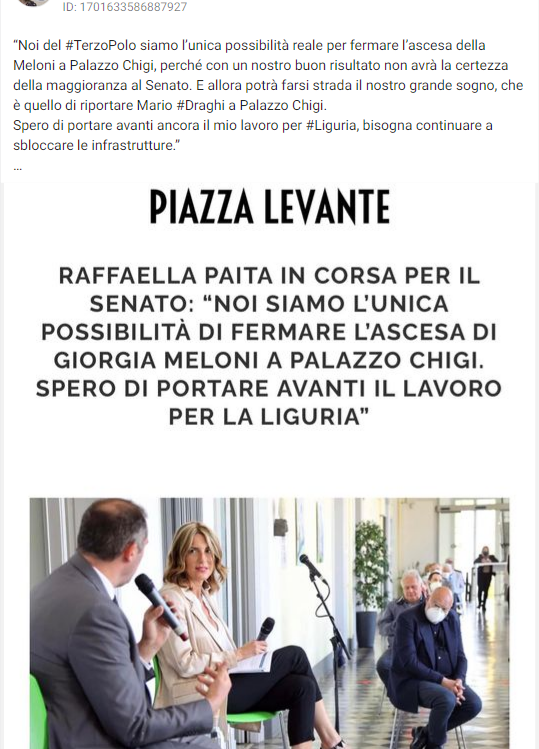 ID: 1701633586887927
“Noi del #TerzoPolo siamo l’unica possibilità reale per fermare l’ascesa della
Meloni a Palazzo Chigi, perché con un nostro buon risultato non avrà la certezza
della maggioranza al Senato. E allora potrà farsi strada il nostro grande sogno, che
è quello di riportare Mario #Draghi a Palazzo Chigi.
Spero di portare avanti ancora il mio lavoro per #Liguria, bisogna continuare a
sbloccare le infrastrutture.”
...
PIAZZA LEVANTE
RAFFAELLA PAITA IN CORSA PER IL
SENATO: “NOI SIAMO L’UNICA
POSSIBILITÀ DI FERMARE L’ASCESA DI
GIORGIA MELONI A PALAZZO CHIGI.
SPERO DI PORTARE AVANTI IL LAVORO
PER LA LIGURIA”